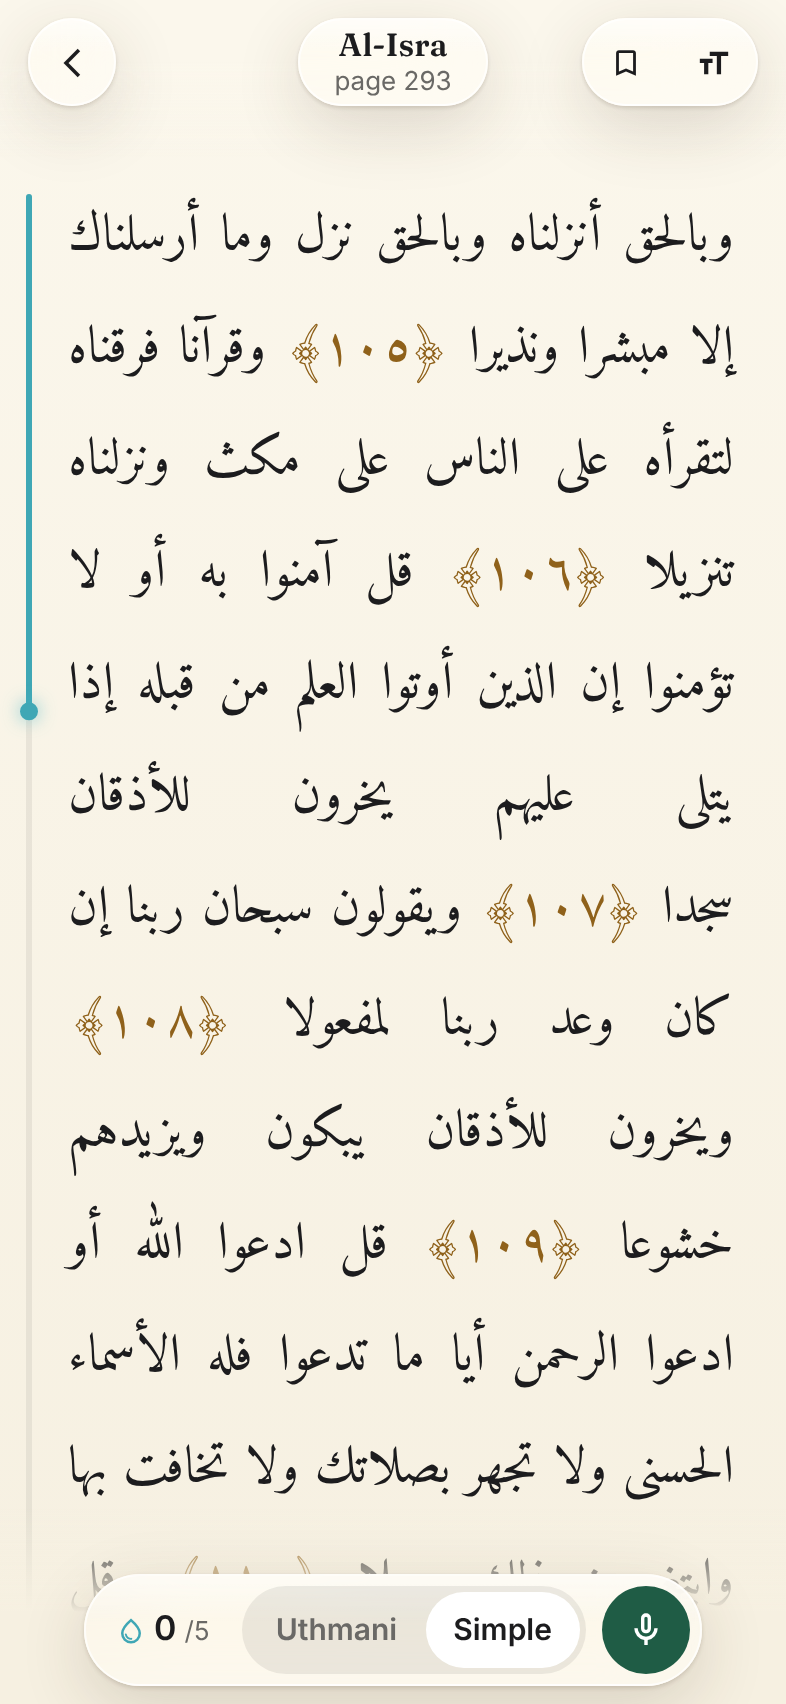 Al-Isra
page 293
وبالحق أنزلناه وبالحق نزل وما أرسلناك
إلا مبشرا ونذيرا ﴿١٠٥﴾ وقرآنا فرقناه
لتقرأه على الناس على مكث ونزلناه
تنزيلا ﴿١٠٦﴾ قل آمنوا به أو لا
تؤمنوا إن الذين أوتوا العلم من قبله إذا
يتلى عليهم يخرون للأذقان
سجدا ﴿١٠٧﴾ ويقولون سبحان ربنا إن
كان وعد ربنا لمفعولا ﴿١٠٨﴾
ويخرون للأذقان يبكون ويزيدهم
خشوعا ﴿١٠٩﴾ قل ادعوا الله أو
ادعوا الرحمن أيا ما تدعوا فله الأسماء
الحسنى ولا تجهر بصلاتك ولا تخافت بها
قل
0 /5
Uthmani
Simple